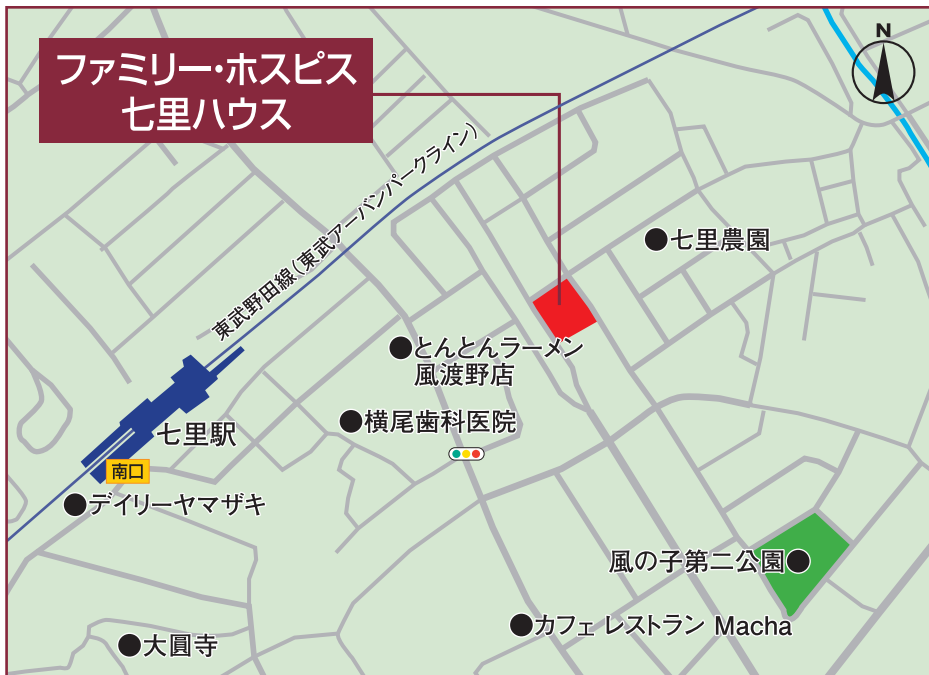 N
ファミリー・ホスピス
七里ハウス
東武野田線(東武アーバンパークライン)
七里農園
とんとんラーメン
風渡野店
横尾歯科医院
七里駅
南口
デイリーヤマザキ
風の子第二公園
カフェ レストラン Macha
大圓寺